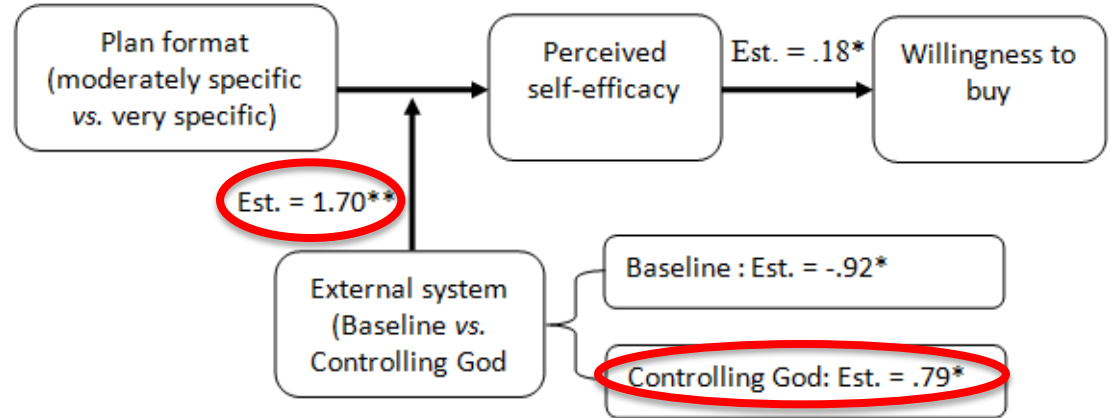 Plan format
(moderately specific
vs. very specific)
Perceived
self-efficacy
Est. = .18*
Willingness to
buy
Est. = 1.70**
External system
(Baseline vs.
Controlling God
Baseline : Est. = -.92*
Controlling God: Est. = .79*